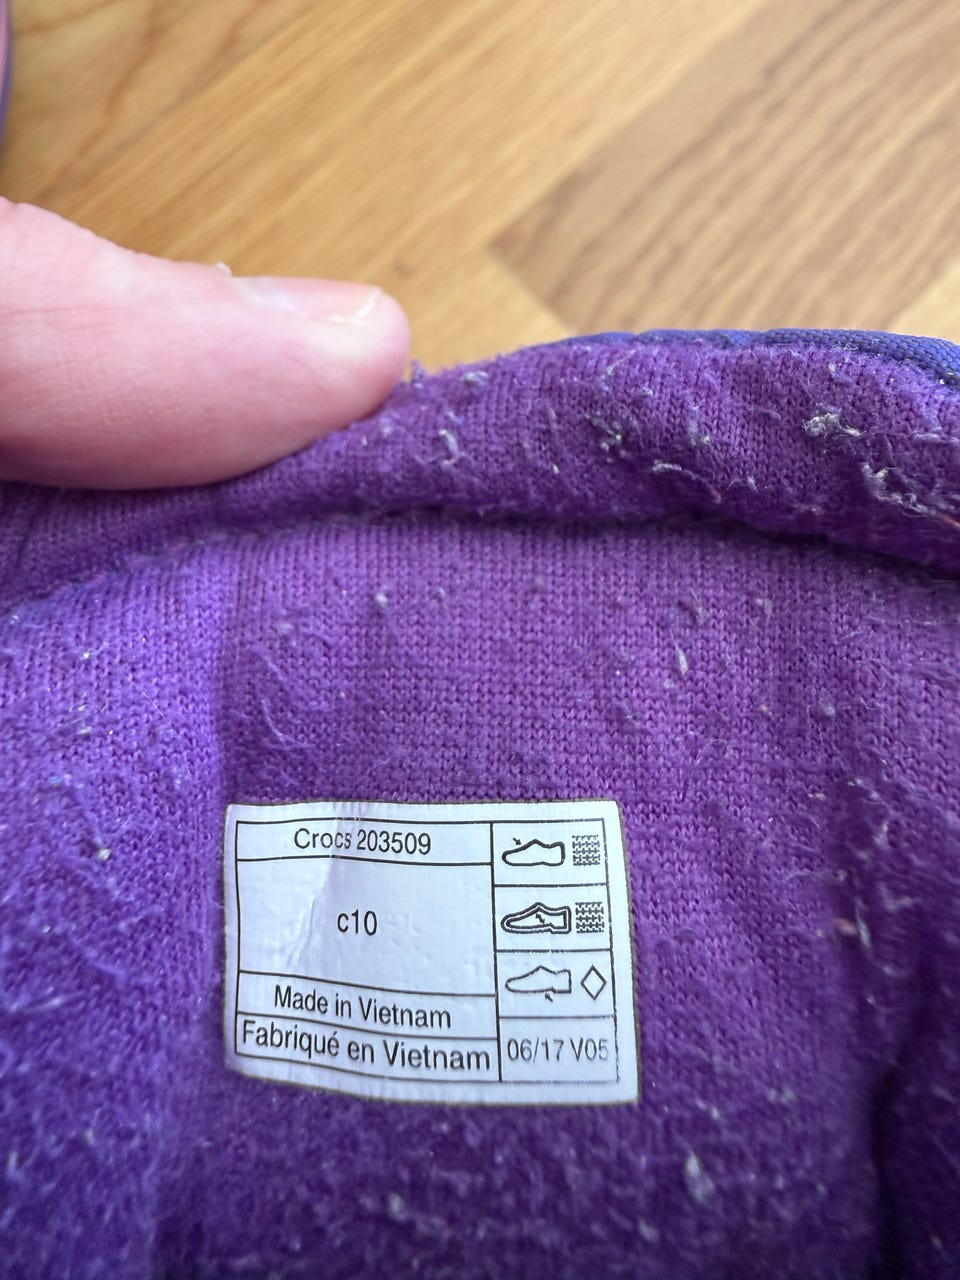 Crocs 203509
c10
Made in Vietnam
Fabriqué en Vietnam
06/17 V05